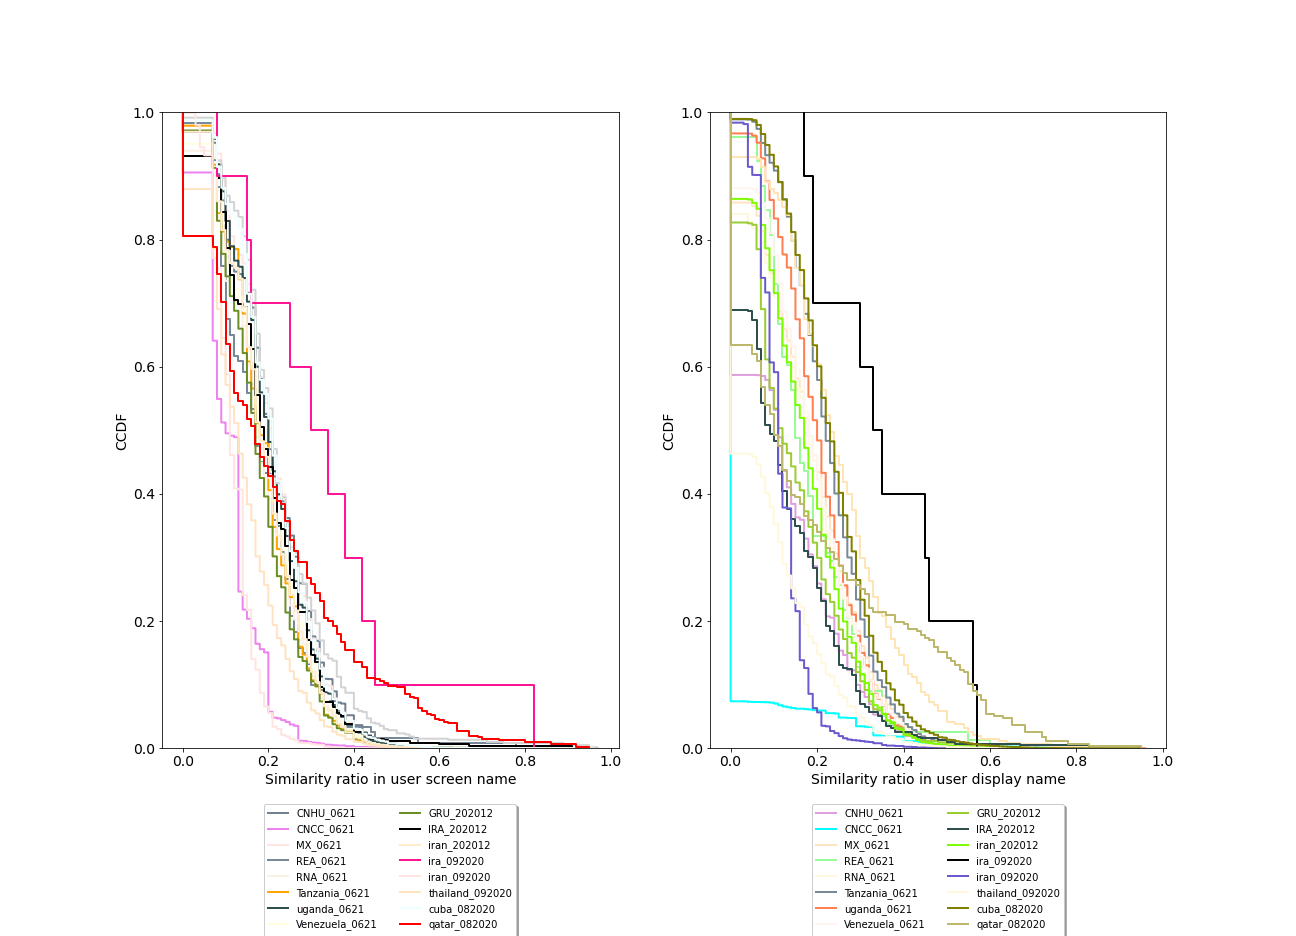 1.0
0.8
0.6
0.4
0.2
0.0
CCDF
0.0 0.2 0.4 0.6 0.8 1.0
Similarity ratio in user screen name
CNHU_0621 GRU_202012
CNCC_0621 IRA_202012
MX_0621 iran_202012
REA_0621 ira_092020
RNA_0621 iran_092020
Tanzania_0621 thailand_092020
uganda_0621 cuba_082020
Venezuela_0621 qatar_082020
1.0
0.8
0.6
0.4
0.2
0.0
CCDF
0.0 0.2 0.4 0.6 0.8 1.0
Similarity ratio in user display name
CNHU_0621 GRU_202012
CNCC_0621 IRA_202012
MX_0621 iran_202012
REA_0621 ira_092020
RNA_0621 iran_092020
Tanzania_0621 thailand_092020
uganda_0621 cuba_082020
Venezuela_0621 qatar_082020